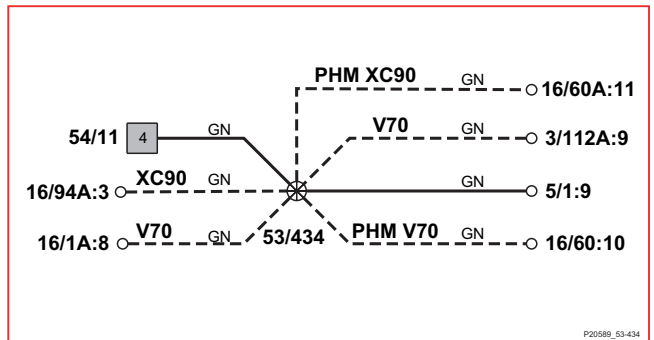 PHM XC90 GN 16/60A:11
V70 GN 3/112A:9
54/11 4 GN
XC90 GN 5/1:9
16/94A:3 GN
V70 GN 53/434 PHM V70 GN 16/60:10
16/1A:8
P20589_53-434